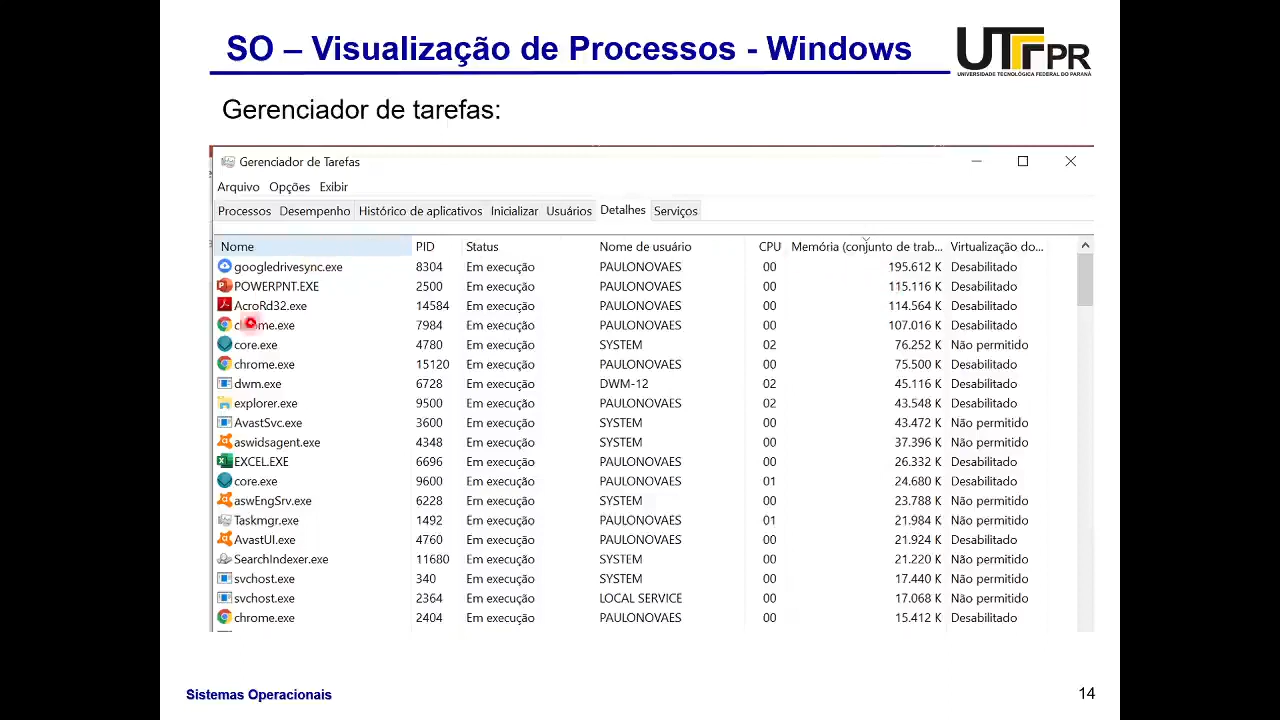 SO – Visualização de Processos - Windows
UTFPR
UNIVERSIDADE TECNOLÓGICA FEDERAL DO PARANÁ
Gerenciador de tarefas:
Gerenciador de Tarefas
Arquivo Opções Exibir
Processos Desempenho Histórico de aplicativos Inicializar Usuários Detalhes Serviços
Nome PID Status Nome de usuário CPU Memória (conjunto de trab... Virtualização do...
googledrivesync.exe 8304 Em execução PAULONOVAES 00 195.612 K Desabilitado
POWERPNT.EXE 2500 Em execução PAULONOVAES 00 115.116 K Desabilitado
AcroRd32.exe 14584 Em execução PAULONOVAES 00 114.564 K Desabilitado
chrome.exe 7984 Em execução PAULONOVAES 00 107.016 K Desabilitado
core.exe 4780 Em execução SYSTEM 02 76.252 K Não permitido
chrome.exe 15120 Em execução PAULONOVAES 00 75.500 K Desabilitado
dwm.exe 6728 Em execução DWM-12 02 45.116 K Desabilitado
explorer.exe 9500 Em execução PAULONOVAES 02 43.548 K Desabilitado
AvastSvc.exe 3600 Em execução SYSTEM 00 43.472 K Não permitido
aswidsagent.exe 4348 Em execução SYSTEM 00 37.396 K Não permitido
EXCEL.EXE 6696 Em execução PAULONOVAES 00 26.332 K Desabilitado
core.exe 9600 Em execução PAULONOVAES 01 24.680 K Desabilitado
aswEngSrv.exe 6228 Em execução SYSTEM 00 23.788 K Não permitido
Taskmgr.exe 1492 Em execução PAULONOVAES 01 21.984 K Não permitido
AvastUI.exe 4760 Em execução PAULONOVAES 00 21.924 K Desabilitado
SearchIndexer.exe 11680 Em execução SYSTEM 00 21.220 K Não permitido
svchost.exe 340 Em execução SYSTEM 00 17.440 K Não permitido
svchost.exe 2364 Em execução LOCAL SERVICE 00 17.068 K Não permitido
chrome.exe 2404 Em execução PAULONOVAES 00 15.412 K Desabilitado
Sistemas Operacionais
14